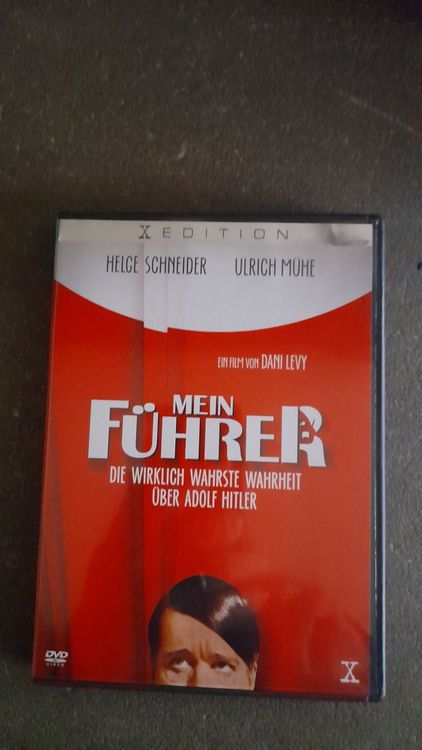 X EDITION
HELGE SCHNEIDER ULRICH MÜHE
EIN FILM VON DANI LEVY
MEIN
FÜHRER
DIE WIRKLICH WAHRSTE WAHRHEIT
ÜBER ADOLF HITLER
DVD
VIDEO
X